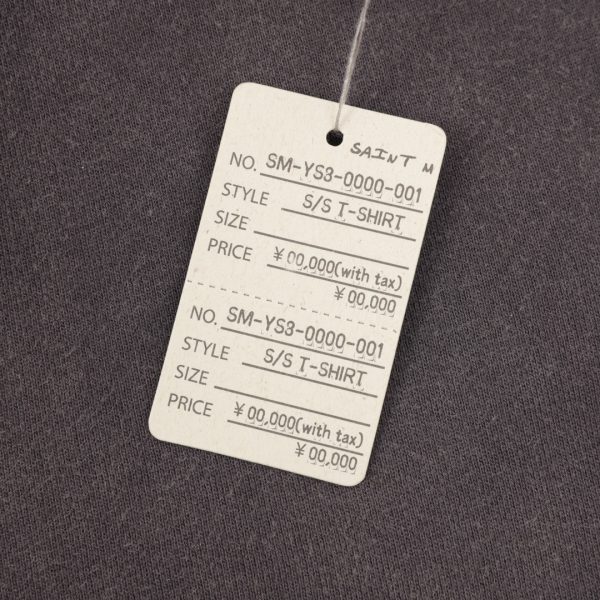 SAINT M
NO. SM-YS3-0000-001
STYLE S/S T-SHIRT
SIZE
PRICE ¥00,000(with tax)
¥00,000
NO. SM-YS3-0000-001
STYLE S/S T-SHIRT
SIZE
PRICE ¥00,000(with tax)
¥00,000